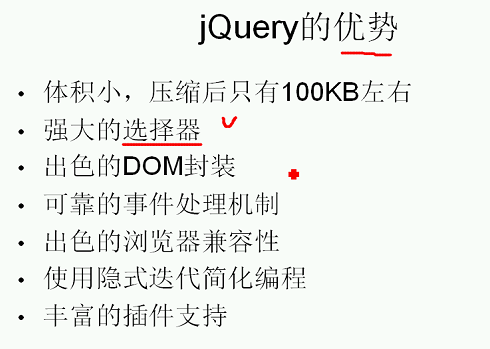 jQuery的优势
• 体积小，压缩后只有100KB左右
• 强大的选择器
• 出色的DOM封装
• 可靠的事件处理机制
• 出色的浏览器兼容性
• 使用隐式迭代简化编程
• 丰富的插件支持